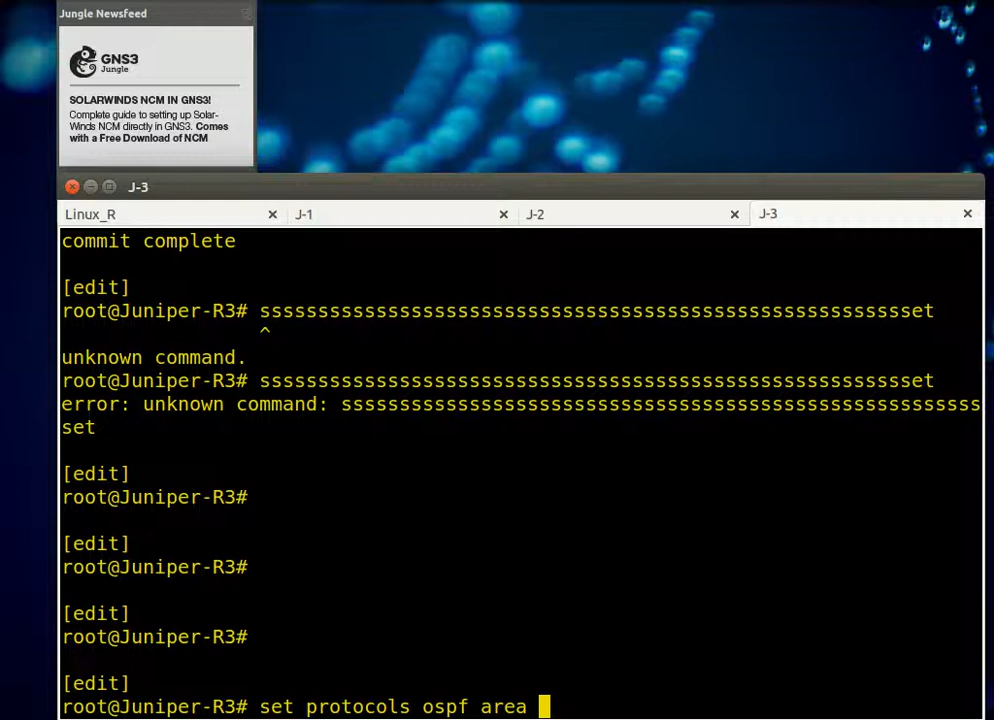 Jungle Newsfeed
GNS3
Jungle
SOLARWINDS NCM IN GNS3!
Complete guide to setting up Solar-
Winds NCM directly in GNS3. Comes
with a Free Download of NCM
J-3
Linux_R J-1 J-2 J-3
commit complete
[edit]
root@Juniper-R3# ssssssssssssssssssssssssssssssssssssssssssssssssssssssssset
^
unknown command.
root@Juniper-R3# ssssssssssssssssssssssssssssssssssssssssssssssssssssssssset
error: unknown command: sssssssssssssssssssssssssssssssssssssssssssssssssssssss
set
[edit]
root@Juniper-R3#
[edit]
root@Juniper-R3#
[edit]
root@Juniper-R3#
[edit]
root@Juniper-R3# set protocols ospf area